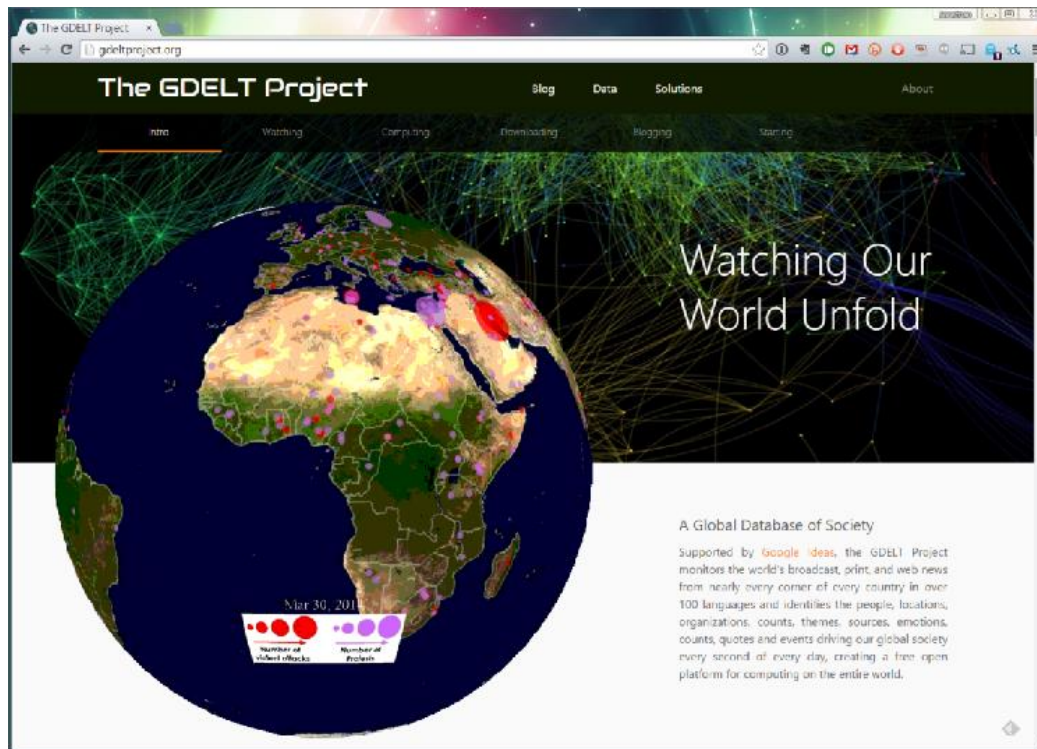 The GDELT Project
gdeltproject.org
The GDELT Project
Blog
Data
Solutions
About
Intro
Watching
Computing
Downloading
Blogging
Starting
Watching Our
World Unfold
A Global Database of Society
Supported by Google Ideas, the GDELT Project
monitors the world's broadcast, print, and web news
from nearly every corner of every country in over
100 languages and identifies the people, locations,
organizations, counts, themes, sources, emotions,
counts, quotes and events driving our global society
every second of every day, creating a free open
platform for computing on the entire world.
Mar 30,
Number of
violent attacks
Number of
Protests